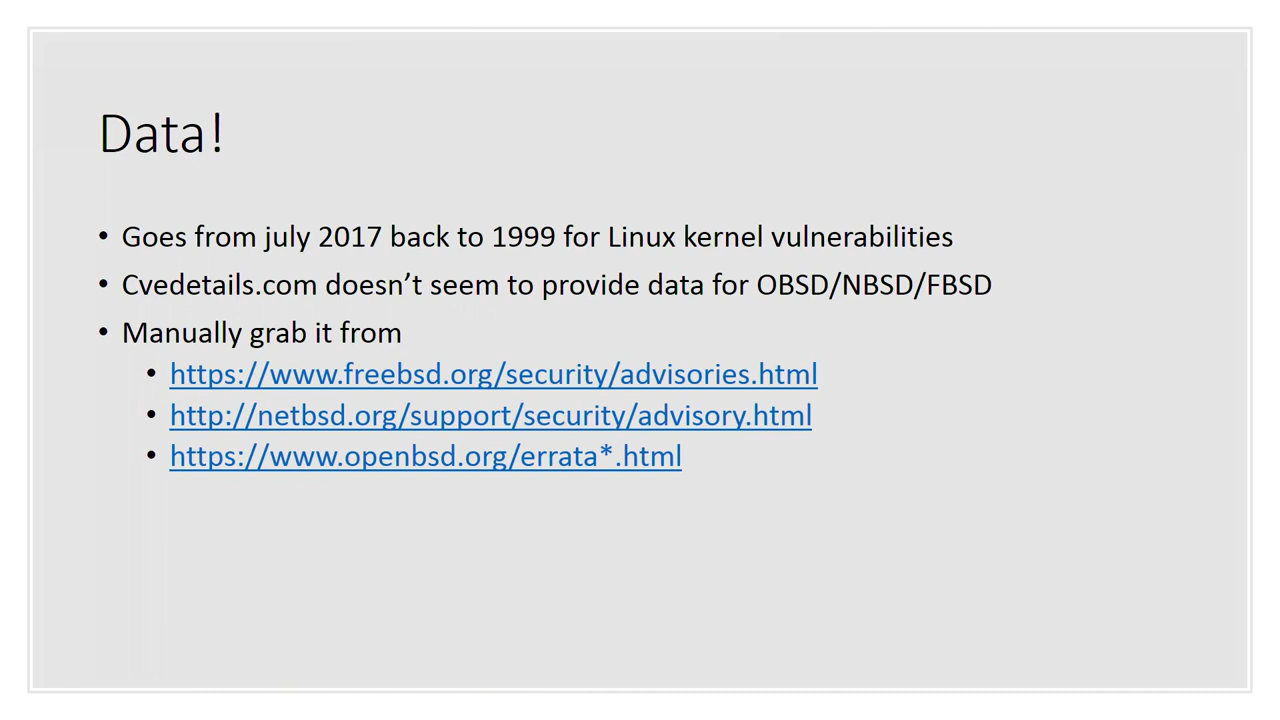 Data!
• Goes from july 2017 back to 1999 for Linux kernel vulnerabilities
• Cvedetails.com doesn’t seem to provide data for OBSD/NBSD/FBSD
• Manually grab it from
• https://www.freebsd.org/security/advisories.html
• http://netbsd.org/support/security/advisory.html
• https://www.openbsd.org/errata*.html